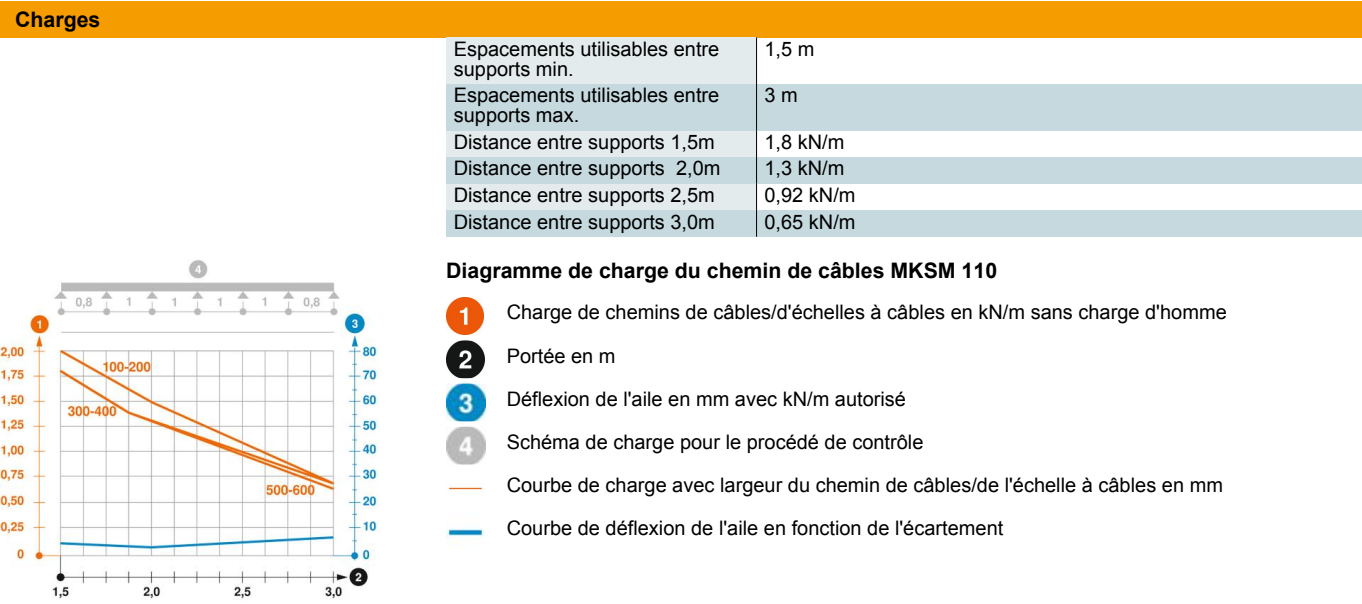 Charges
Espacements utilisables entre
supports min.
1,5 m
Espacements utilisables entre
supports max.
3 m
Distance entre supports 1,5m
1,8 kN/m
Distance entre supports  2,0m
1,3 kN/m
Distance entre supports 2,5m
0,92 kN/m
Distance entre supports 3,0m
0,65 kN/m
4
0,8 1 1 1 1 0,8
1
3
2,00
1,75
1,50
1,25
1,00
0,75
0,50
0,25
0
100-200
300-400
500-600
80
70
60
50
40
30
20
10
0
2
1,5 2,0 2,5 3,0
Diagramme de charge du chemin de câbles MKSM 110
1 Charge de chemins de câbles/d'échelles à câbles en kN/m sans charge d'homme
2 Portée en m
3 Déflexion de l'aile en mm avec kN/m autorisé
4 Schéma de charge pour le procédé de contrôle
Courbe de charge avec largeur du chemin de câbles/de l'échelle à câbles en mm
Courbe de déflexion de l'aile en fonction de l'écartement